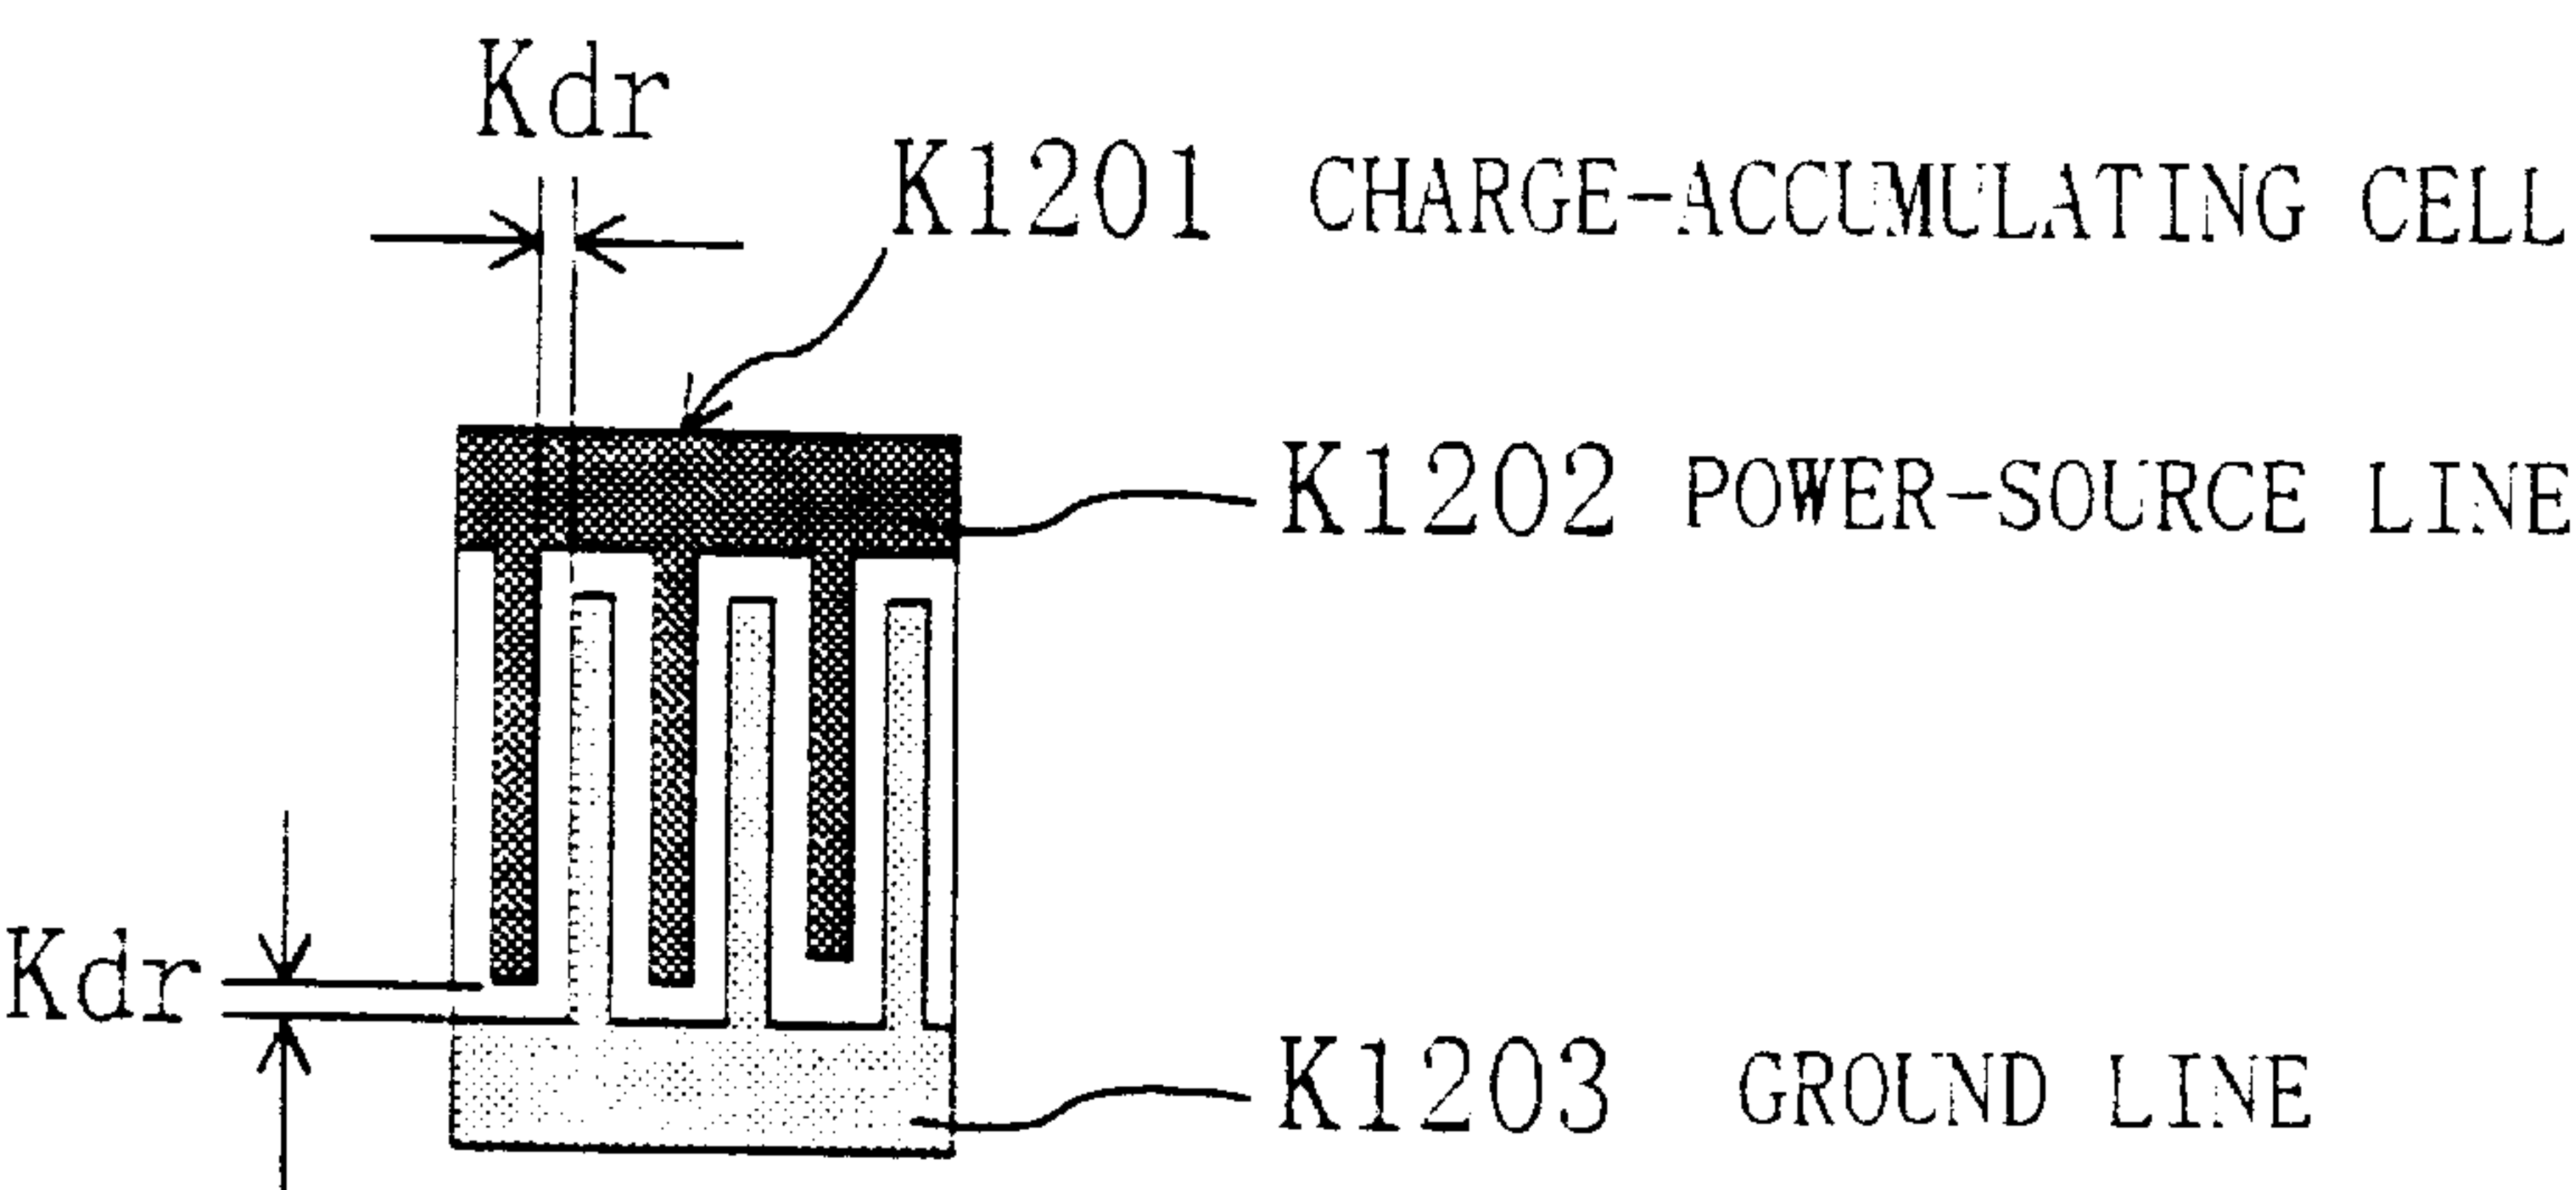 Kdr
K1201 CHARGE-ACCUMULATING CELL
K1202 POWER-SOURCE LINE
Kdr
K1203 GROUND LINE